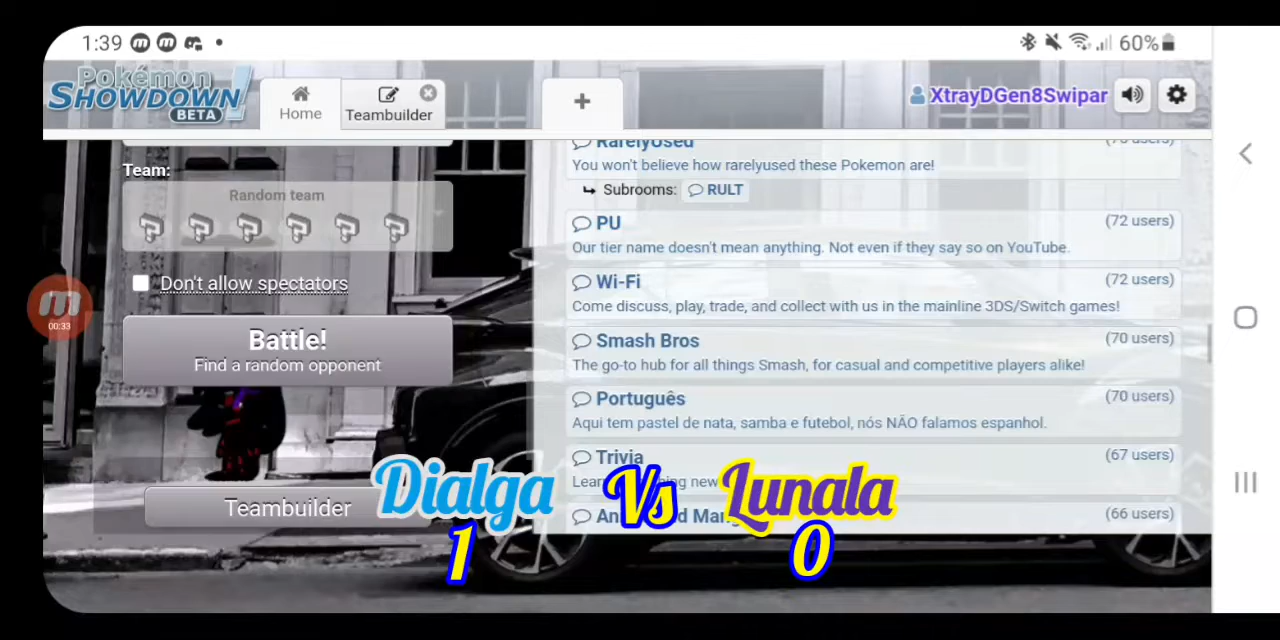 1:39
60%
Pokémon
SHOWDOWN!
BETA
Home
Teambuilder
+
XtrayDGen8Swipar
Team:
Random team
? ? ? ? ? ?
Don't allow spectators
00:33
Battle!
Find a random opponent
Teambuilder
RarelyUsed
You won't believe how rarelyused these Pokemon are!
Subrooms: RULT
PU (72 users)
Our tier name doesn't mean anything. Not even if they say so on YouTube.
Wi-Fi (72 users)
Come discuss, play, trade, and collect with us in the mainline 3DS/Switch games!
Smash Bros (70 users)
The go-to hub for all things Smash, for casual and competitive players alike!
Português (70 users)
Aqui tem pastel de nata, samba e futebol, nós NÃO falamos espanhol.
Trivia (67 users)
(66 users)
Dialga Vs Lunala
1 0